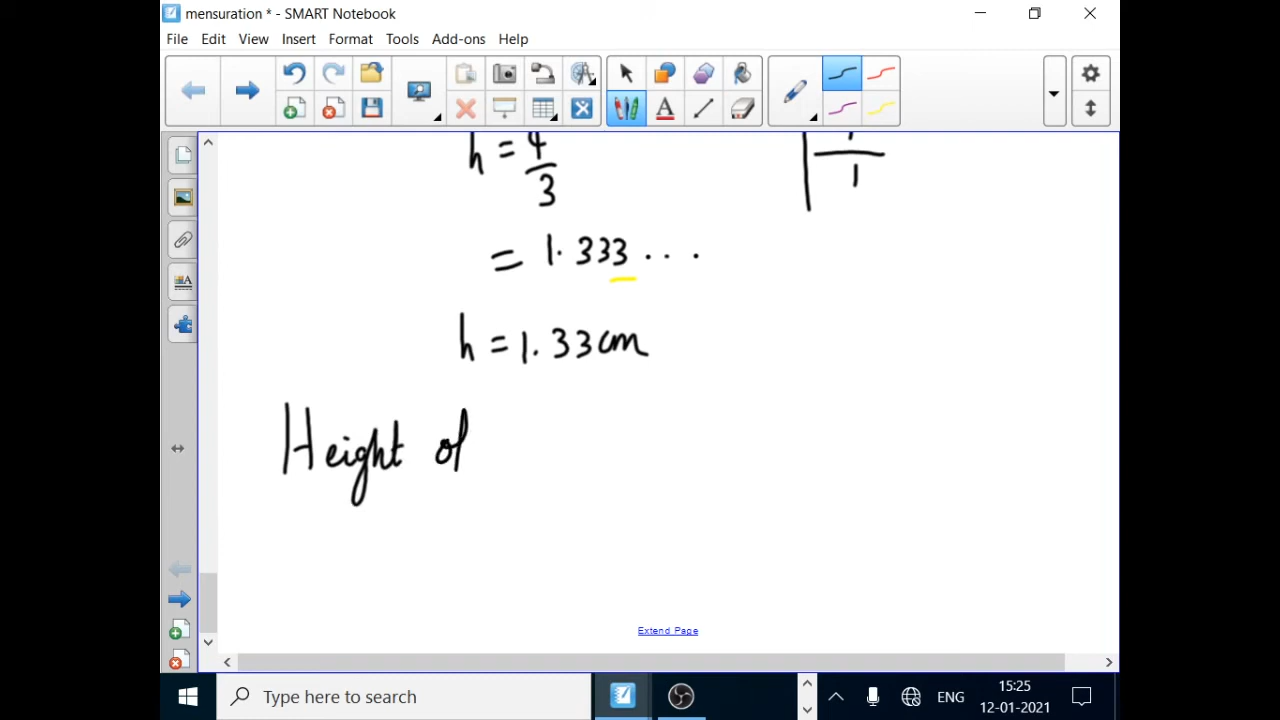 mensuration * - SMART Notebook
File Edit View Insert Format Tools Add-ons Help
h = 4/3
1
= 1.333 . . .
h = 1.33 cm
Height of
Extend Page
Type here to search
ENG
15:25
12-01-2021